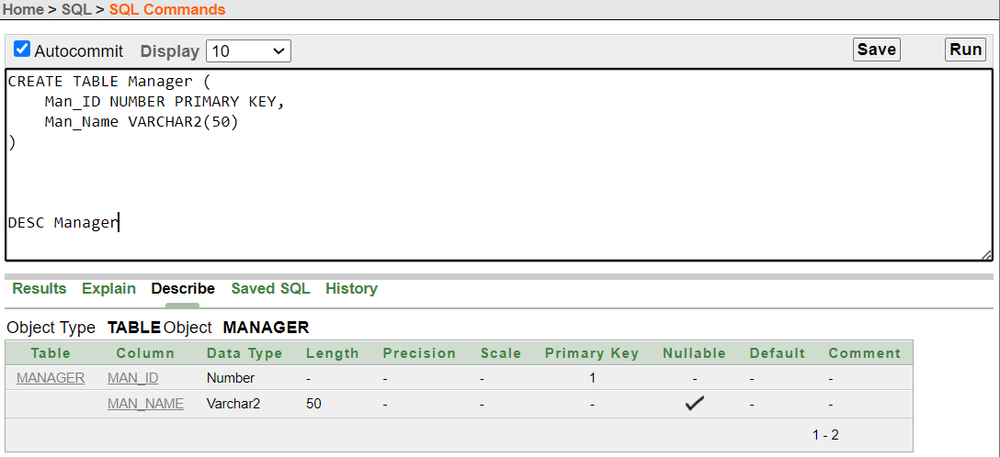 Home > SQL > SQL Commands
Autocommit Display 10 Save Run
CREATE TABLE Manager (
    Man_ID NUMBER PRIMARY KEY,
    Man_Name VARCHAR2(50)
)
DESC Manager
Results Explain Describe Saved SQL History
Object Type TABLE Object MANAGER
Table Column Data Type Length Precision Scale Primary Key Nullable Default Comment
MANAGER MAN_ID Number - - - 1 - - -
MAN_NAME Varchar2 50 - - - ✓ - -
1 - 2